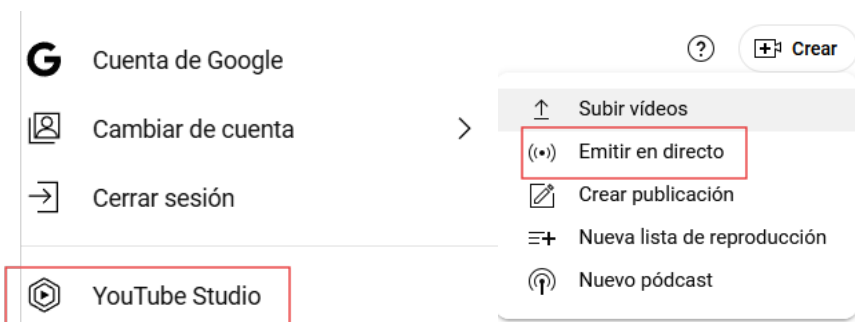 Cuenta de Google
Cambiar de cuenta
Cerrar sesión
YouTube Studio
Crear
Subir vídeos
Emitir en directo
Crear publicación
Nueva lista de reproducción
Nuevo pódcast